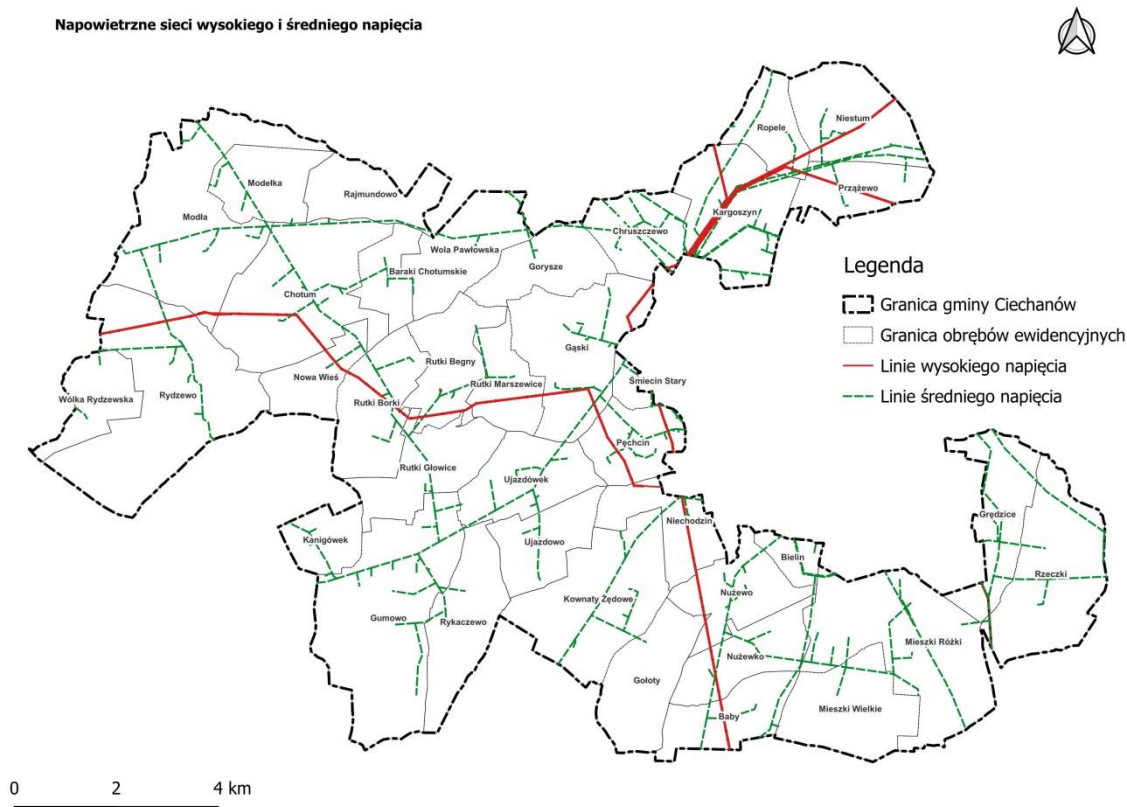 Napowietrzne sieci wysokiego i średniego napięcia
Niestum
Ropele
Modełka
Rajmundowo
Przążewo
Kargoszyn
Modła
Chruszczewo
Wola Pawłowska
Gorysze
Baraki Chotumskie
Chotum
Gąski
Rutki Begny
Nowa Wieś
Rutki Marszewice
Śmiecin Stary
Wólka Rydzewska
Rydzewo
Rutki Borki
Pęchcin
Rutki Głowice
Ujazdówek
Niechodzin
Grędzice
Kanigówek
Ujazdowo
Bielin
Rzeczki
Kownaty Żędowe
Nużewo
Gumowo
Rykaczewo
Mieszki Różki
Nużewko
Gołoty
Mieszki Wielkie
Baby
Legenda
Granica gminy Ciechanów
Granica obrębów ewidencyjnych
Linie wysokiego napięcia
Linie średniego napięcia
0 2 4 km